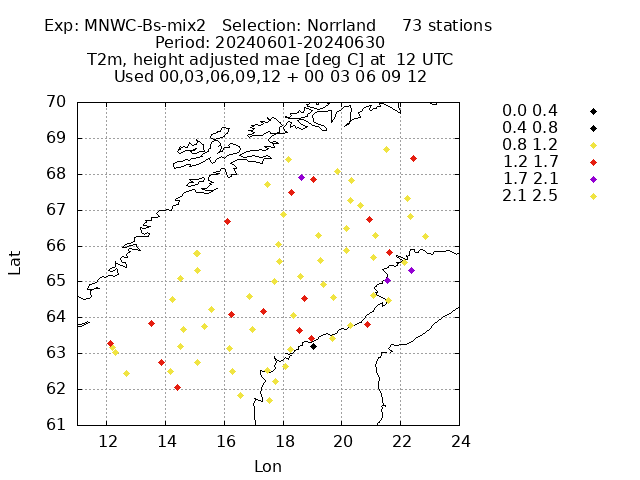 Exp: MNWC-Bs-mix2 Selection: Norrland 73 stations
Period: 20240601-20240630
T2m, height adjusted mae [deg C] at 12 UTC
Used 00,03,06,09,12 + 00 03 06 09 12
70
69
68
67
66
65
64
63
62
61
Lat
12 14 16 18 20 22 24
Lon
0.0 0.4
0.4 0.8
0.8 1.2
1.2 1.7
1.7 2.1
2.1 2.5